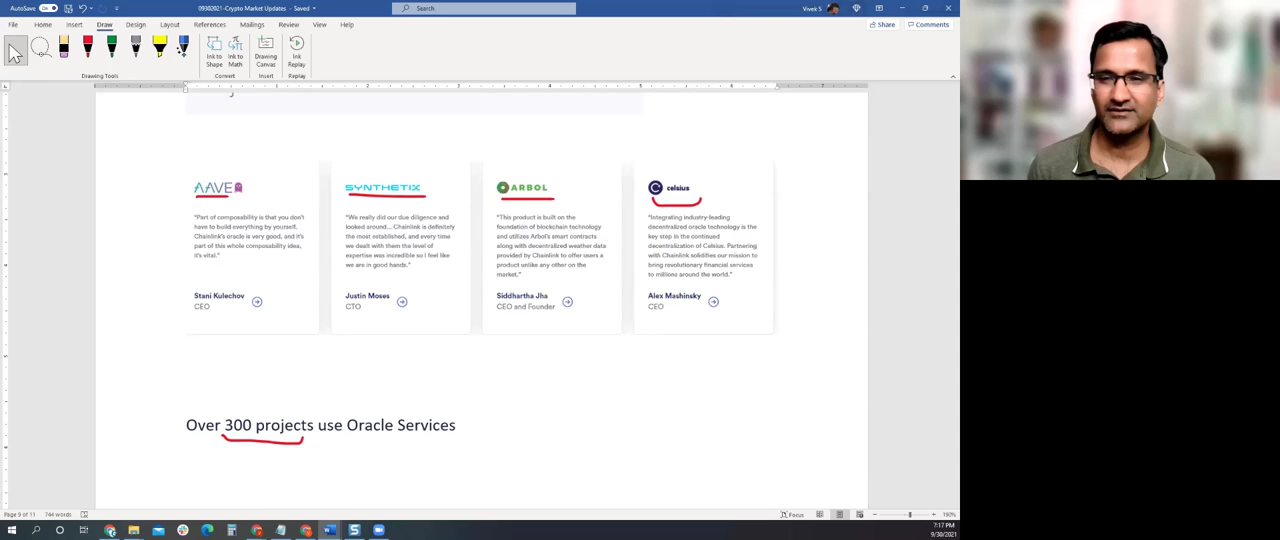 AutoSave On 09302021-Crypto Market Updates - Saved Search Vivek S
File Home Insert Draw Design Layout References Mailings Review View Help Share Comments
Ink to Shape Ink to Math Drawing Canvas Ink Replay
Drawing Tools Convert Insert Replay
1 2 3 4 5 6 7
AAVE
"Part of composability is that you don't
have to build everything by yourself.
Chainlink's oracle is very good, and it's
part of this whole composability idea,
it's vital."
Stani Kulechov
CEO
SYNTHETIX
"We really did our due diligence and
looked around... Chainlink is definitely
the most established, and every time
we dealt with them the level of
expertise was incredible so I feel like
we are in good hands."
Justin Moses
CTO
ARBOL
"This product is built on the
foundation of blockchain technology
and utilizes Arbol's smart contracts
along with decentralized weather data
provided by Chainlink to offer users a
product unlike any other on the
market."
Siddhartha Jha
CEO and Founder
celsius
"Integrating industry-leading
decentralized oracle technology is the
key step in the continued
decentralization of Celsius. Partnering
with Chainlink solidifies our mission to
bring revolutionary financial services
to millions around the world."
Alex Mashinsky
CEO
Over 300 projects use Oracle Services
Page 9 of 11 744 words Focus 190%
7:17 PM
9/30/2021